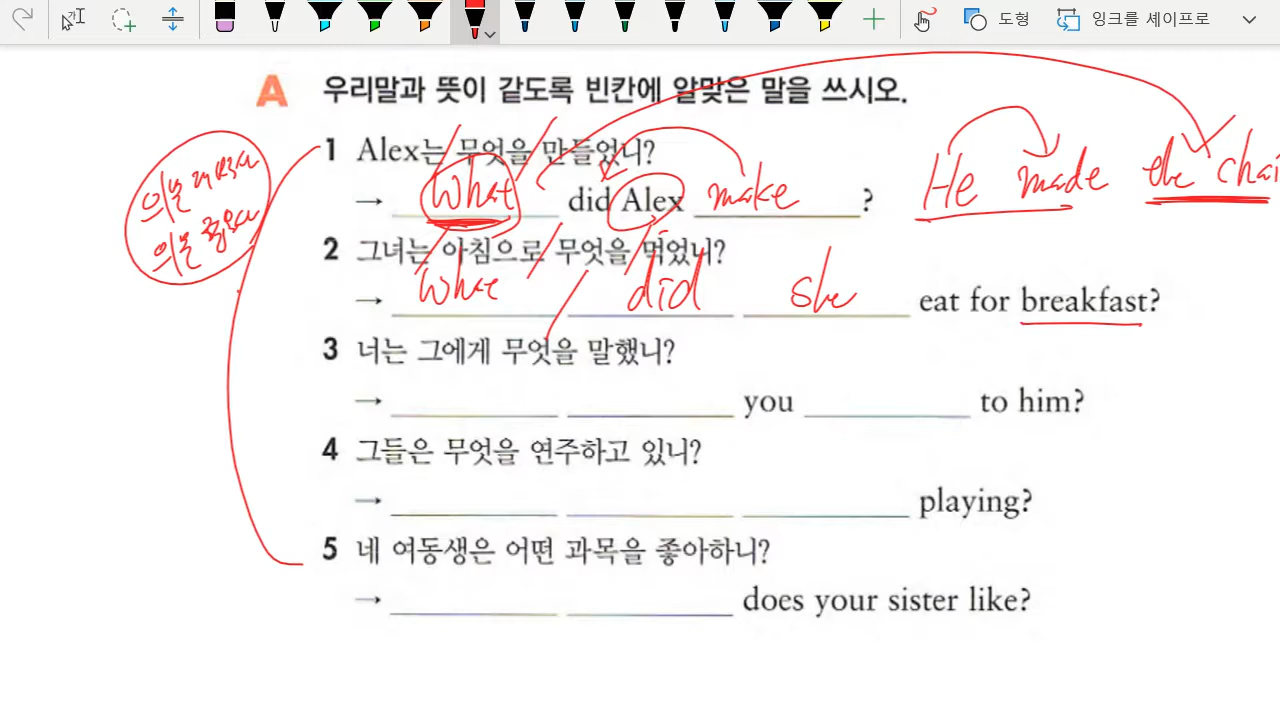 도형 잉크를 셰이프로
A 우리말과 뜻이 같도록 빈칸에 알맞은 말을 쓰시오.
1 Alex는 무엇을 만들었니?
→ What did Alex make ?
He made the chai
의문
의문
2 그녀는 아침으로 무엇을 먹었니?
→ what did she eat for breakfast?
3 너는 그에게 무엇을 말했니?
→ you to him?
4 그들은 무엇을 연주하고 있니?
→ playing?
5 네 여동생은 어떤 과목을 좋아하니?
→ does your sister like?